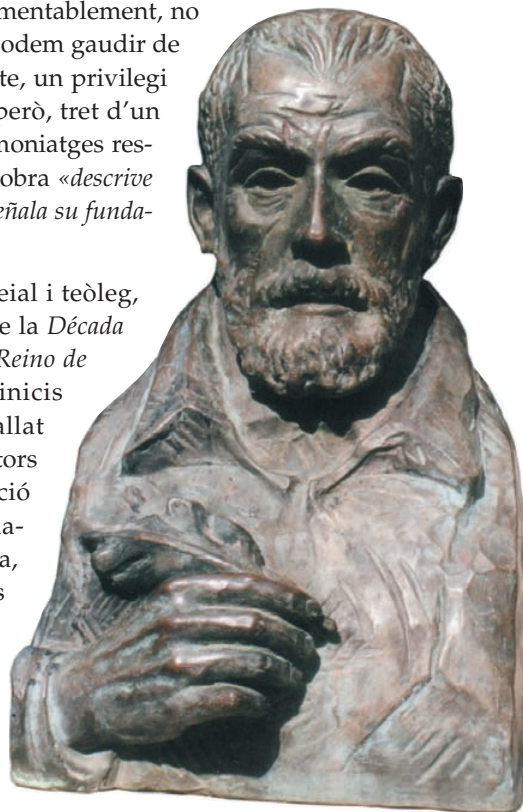 mentablement, no
odem gaudir de
te, un privilegi
però, tret d’un
moniatges res-
obra «descrive
eñala su funda-
eial i teòleg,
e la Década
Reino de
inicis
allat
tors
ció
na-
a,
s